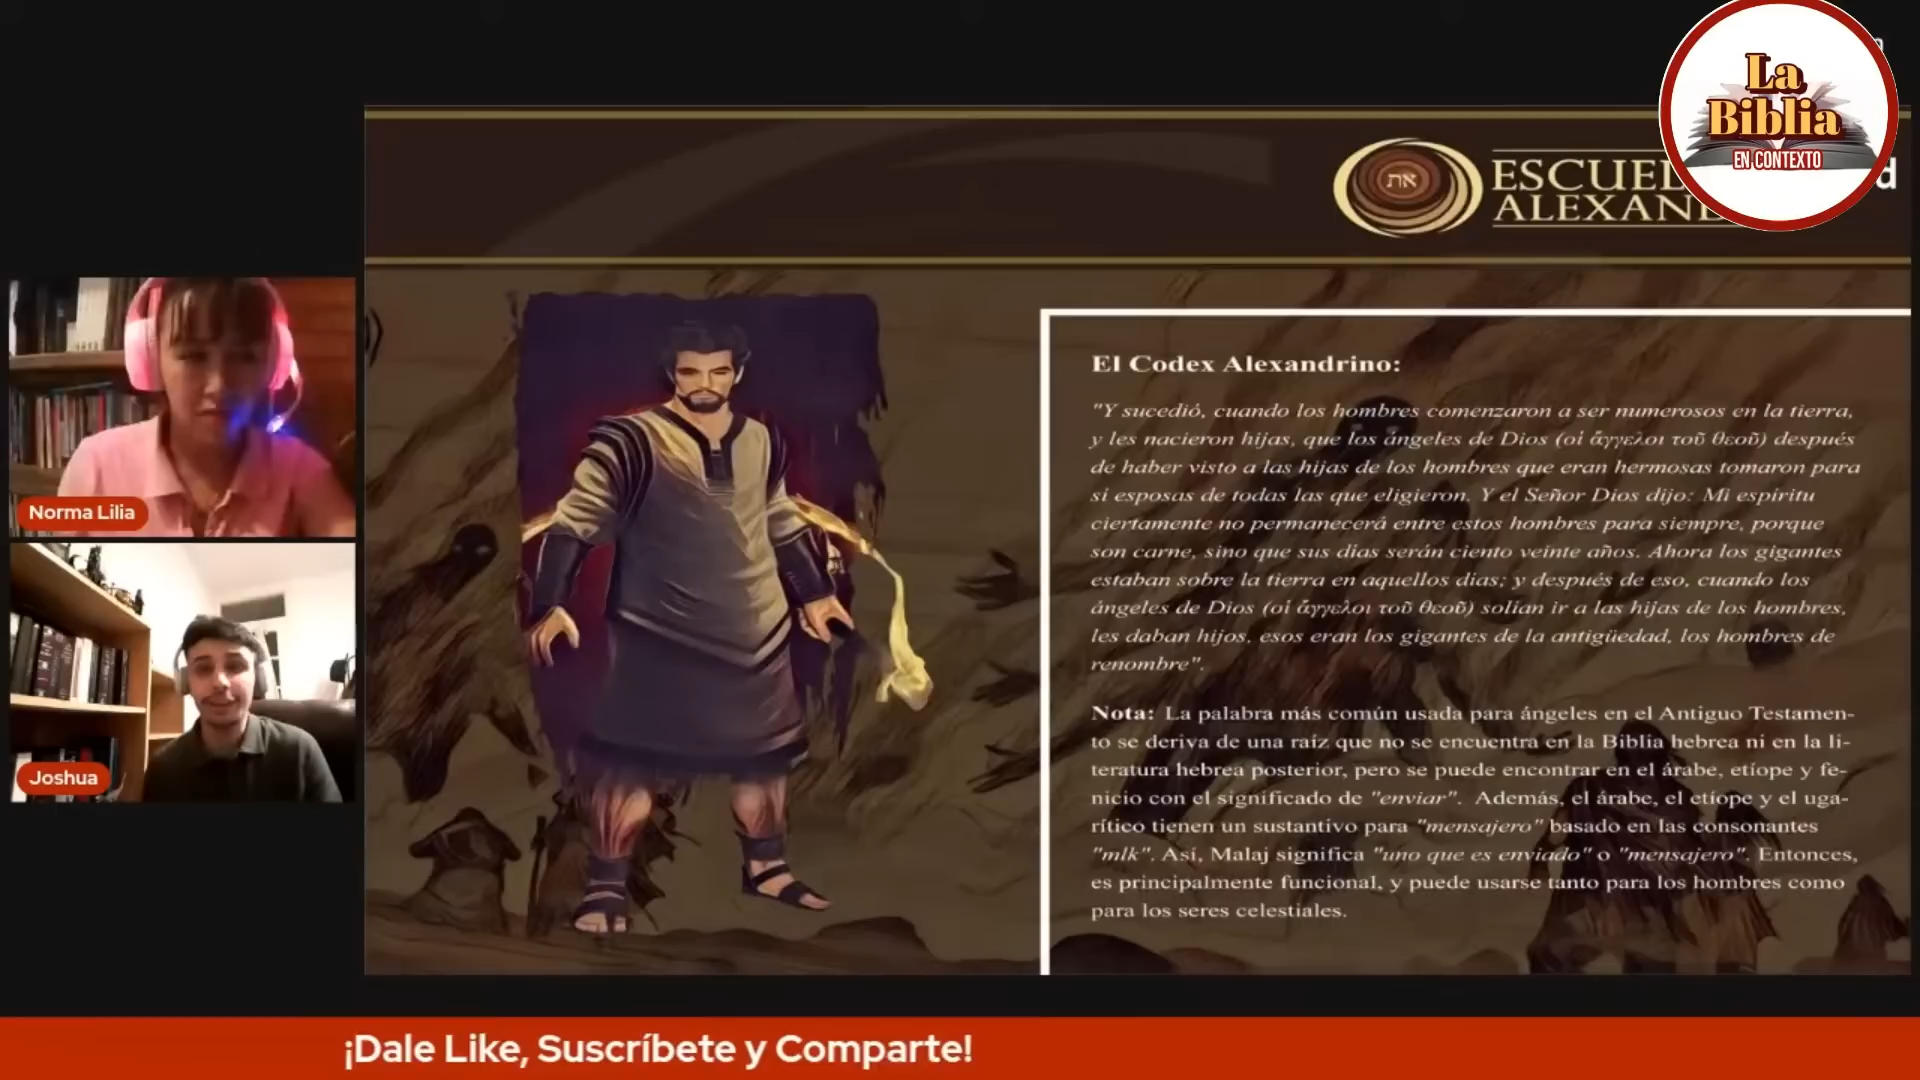 La
Biblia
EN CONTEXTO
את
ESCUEL
ALEXAN
d
Norma Lilia
Joshua
El Codex Alexandrino:
"Y sucedió, cuando los hombres comenzaron a ser numerosos en la tierra,
y les nacieron hijas, que los ángeles de Dios (οἱ ἄγγελοι τοῦ θεοῦ) después
de haber visto a las hijas de los hombres que eran hermosas tomaron para
sí esposas de todas las que eligieron. Y el Señor Dios dijo: Mi espíritu
ciertamente no permanecerá entre estos hombres para siempre, porque
son carne, sino que sus días serán ciento veinte años. Ahora los gigantes
estaban sobre la tierra en aquellos días; y después de eso, cuando los
ángeles de Dios (οἱ ἄγγελοι τοῦ θεοῦ) solían ir a las hijas de los hombres,
les daban hijos, esos eran los gigantes de la antigüedad, los hombres de
renombre".
Nota: La palabra más común usada para ángeles en el Antiguo Testamen-
to se deriva de una raíz que no se encuentra en la Biblia hebrea ni en la li-
teratura hebrea posterior, pero se puede encontrar en el árabe, etíope y fe-
nicio con el significado de "enviar". Además, el árabe, el etíope y el uga-
rítico tienen un sustantivo para "mensajero" basado en las consonantes
"mlk". Así, Malaj significa "uno que es enviado" o "mensajero". Entonces,
es principalmente funcional, y puede usarse tanto para los hombres como
para los seres celestiales.
¡Dale Like, Suscríbete y Comparte!